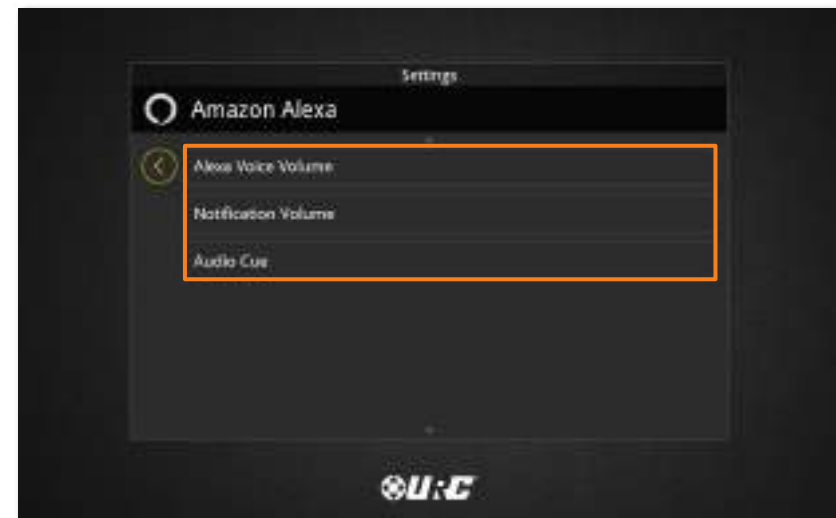 Settings
Amazon Alexa
Alexa Voice Volume
Notification Volume
Audio Cue
URC